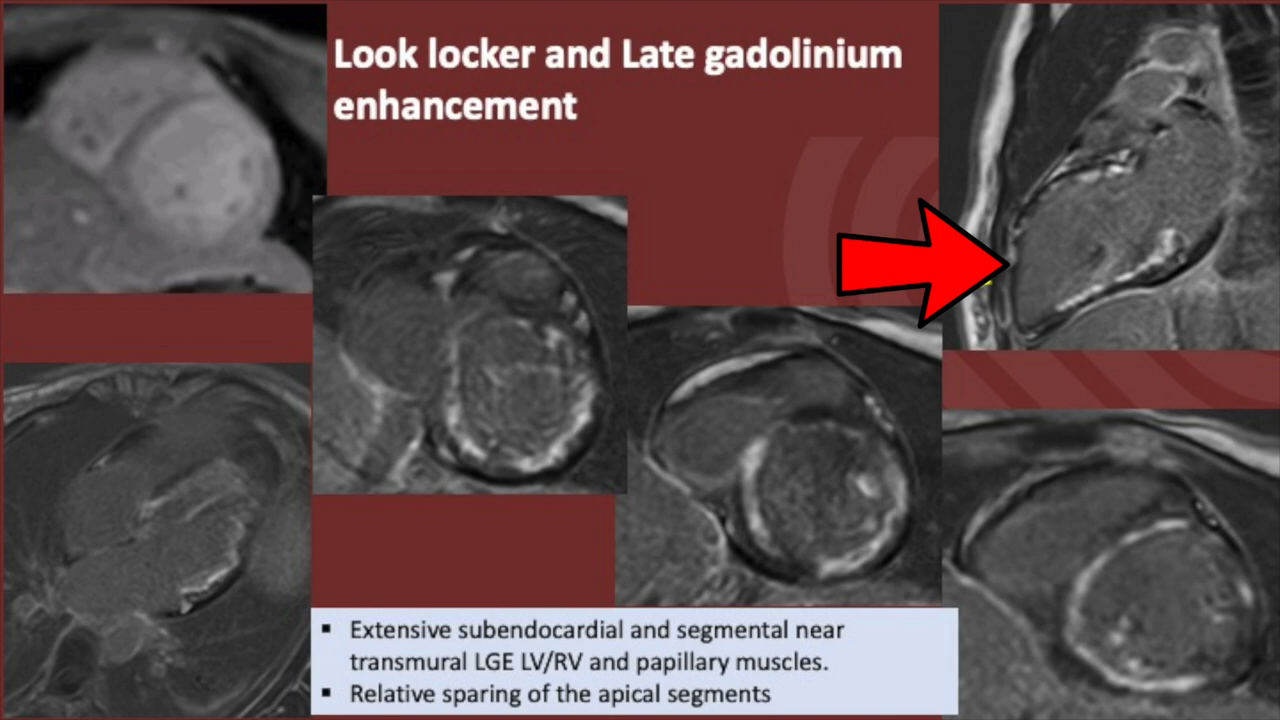 Look locker and Late gadolinium
enhancement
▪ Extensive subendocardial and segmental near
transmural LGE LV/RV and papillary muscles.
▪ Relative sparing of the apical segments